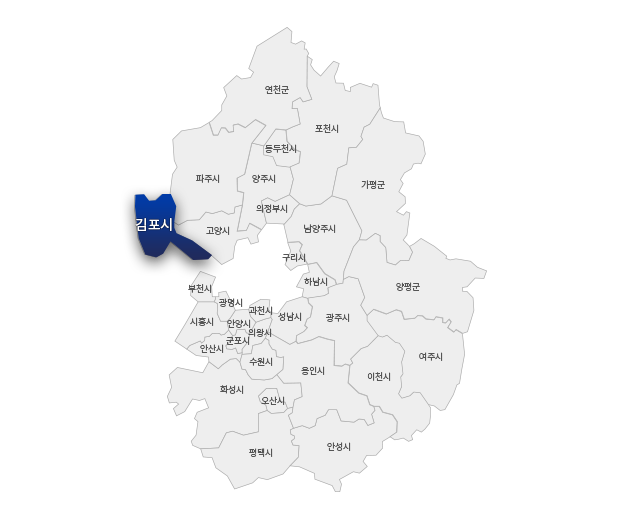 연천군
포천시
동두천시
파주시
양주시
가평군
의정부시
김포시
고양시
남양주시
구리시
하남시
양평군
부천시
광명시
과천시
성남시
광주시
시흥시
안양시
의왕시
군포시
안산시
수원시
여주시
용인시
이천시
화성시
오산시
평택시
안성시